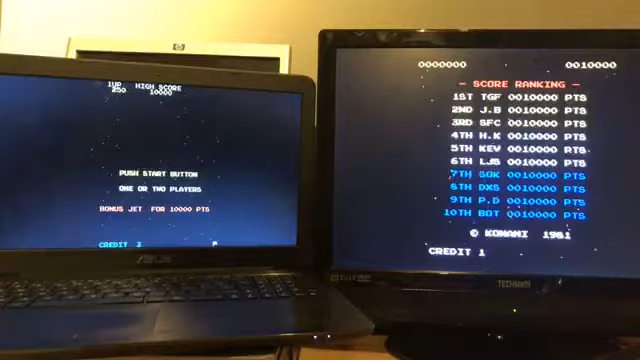 hp
1UP HIGH SCORE
250 10000
PUSH START BUTTON
ONE OR TWO PLAYERS
BONUS JET FOR 10000 PTS
CREDIT 3
ASUS
0000000 0010000
- SCORE RANKING -
1ST TGF 0010000 PTS
2ND J.B 0010000 PTS
3RD SFC 0010000 PTS
4TH H.K 0010000 PTS
5TH KEV 0010000 PTS
6TH LJS 0010000 PTS
7TH SOK 0010000 PTS
8TH DXS 0010000 PTS
9TH P.D 0010000 PTS
10TH BOT 0010000 PTS
© KONAMI 1981
CREDIT 1
TECHNIKA